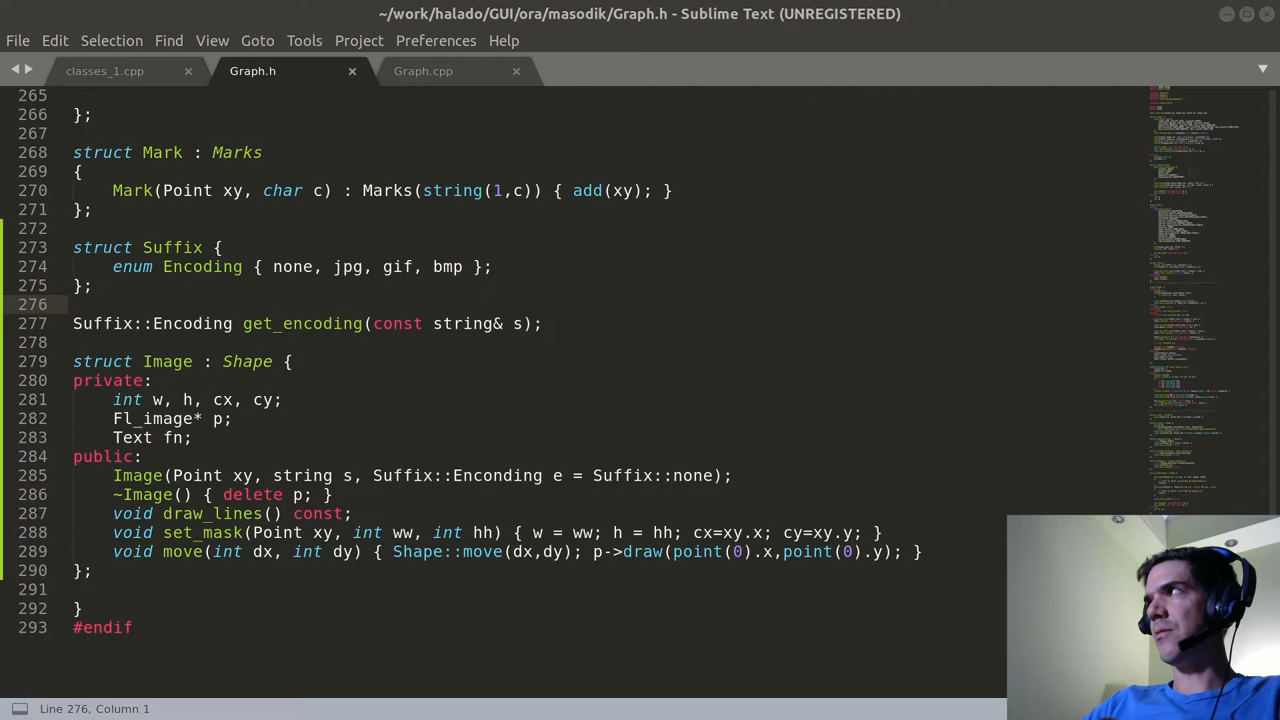 ~/work/halado/GUI/ora/masodik/Graph.h - Sublime Text (UNREGISTERED)
File Edit Selection Find View Goto Tools Project Preferences Help
classes_1.cpp Graph.h Graph.cpp
265
266 };
267
268 struct Mark : Marks
269 {
270 Mark(Point xy, char c) : Marks(string(1,c)) { add(xy); }
271 };
272
273 struct Suffix {
274 enum Encoding { none, jpg, gif, bmp };
275 };
276
277 Suffix::Encoding get_encoding(const string& s);
278
279 struct Image : Shape {
280 private:
281 int w, h, cx, cy;
282 Fl_image* p;
283 Text fn;
284 public:
285 Image(Point xy, string s, Suffix::Enconding e = Suffix::none);
286 ~Image() { delete p; }
287 void draw_lines() const;
288 void set_mask(Point xy, int ww, int hh) { w = ww; h = hh; cx=xy.x; cy=xy.y; }
289 void move(int dx, int dy) { Shape::move(dx,dy); p->draw(point(0).x,point(0).y); }
290 };
291
292 }
293 #endif
Line 276, Column 1